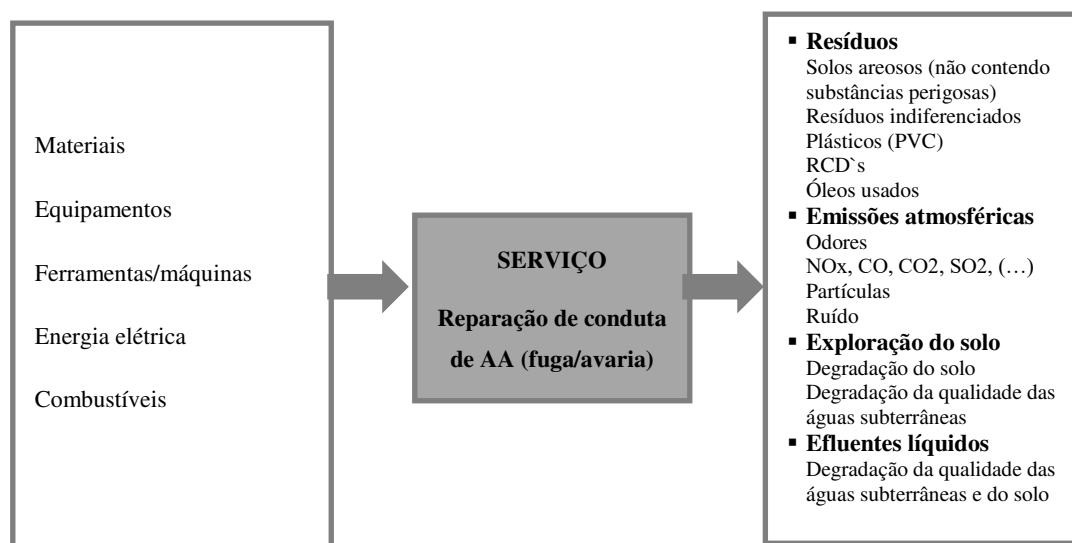 Materiais
Equipamentos
Ferramentas/máquinas
Energia elétrica
Combustíveis
SERVIÇO
Reparação de conduta
de AA (fuga/avaria)
▪ Resíduos
Solos areosos (não contendo
substâncias perigosas)
Resíduos indiferenciados
Plásticos (PVC)
RCD`s
Óleos usados
▪ Emissões atmosféricas
Odores
NOx, CO, CO2, SO2, (…)
Partículas
Ruído
▪ Exploração do solo
Degradação do solo
Degradação da qualidade das
águas subterrâneas
▪ Efluentes líquidos
Degradação da qualidade das
águas subterrâneas e do solo